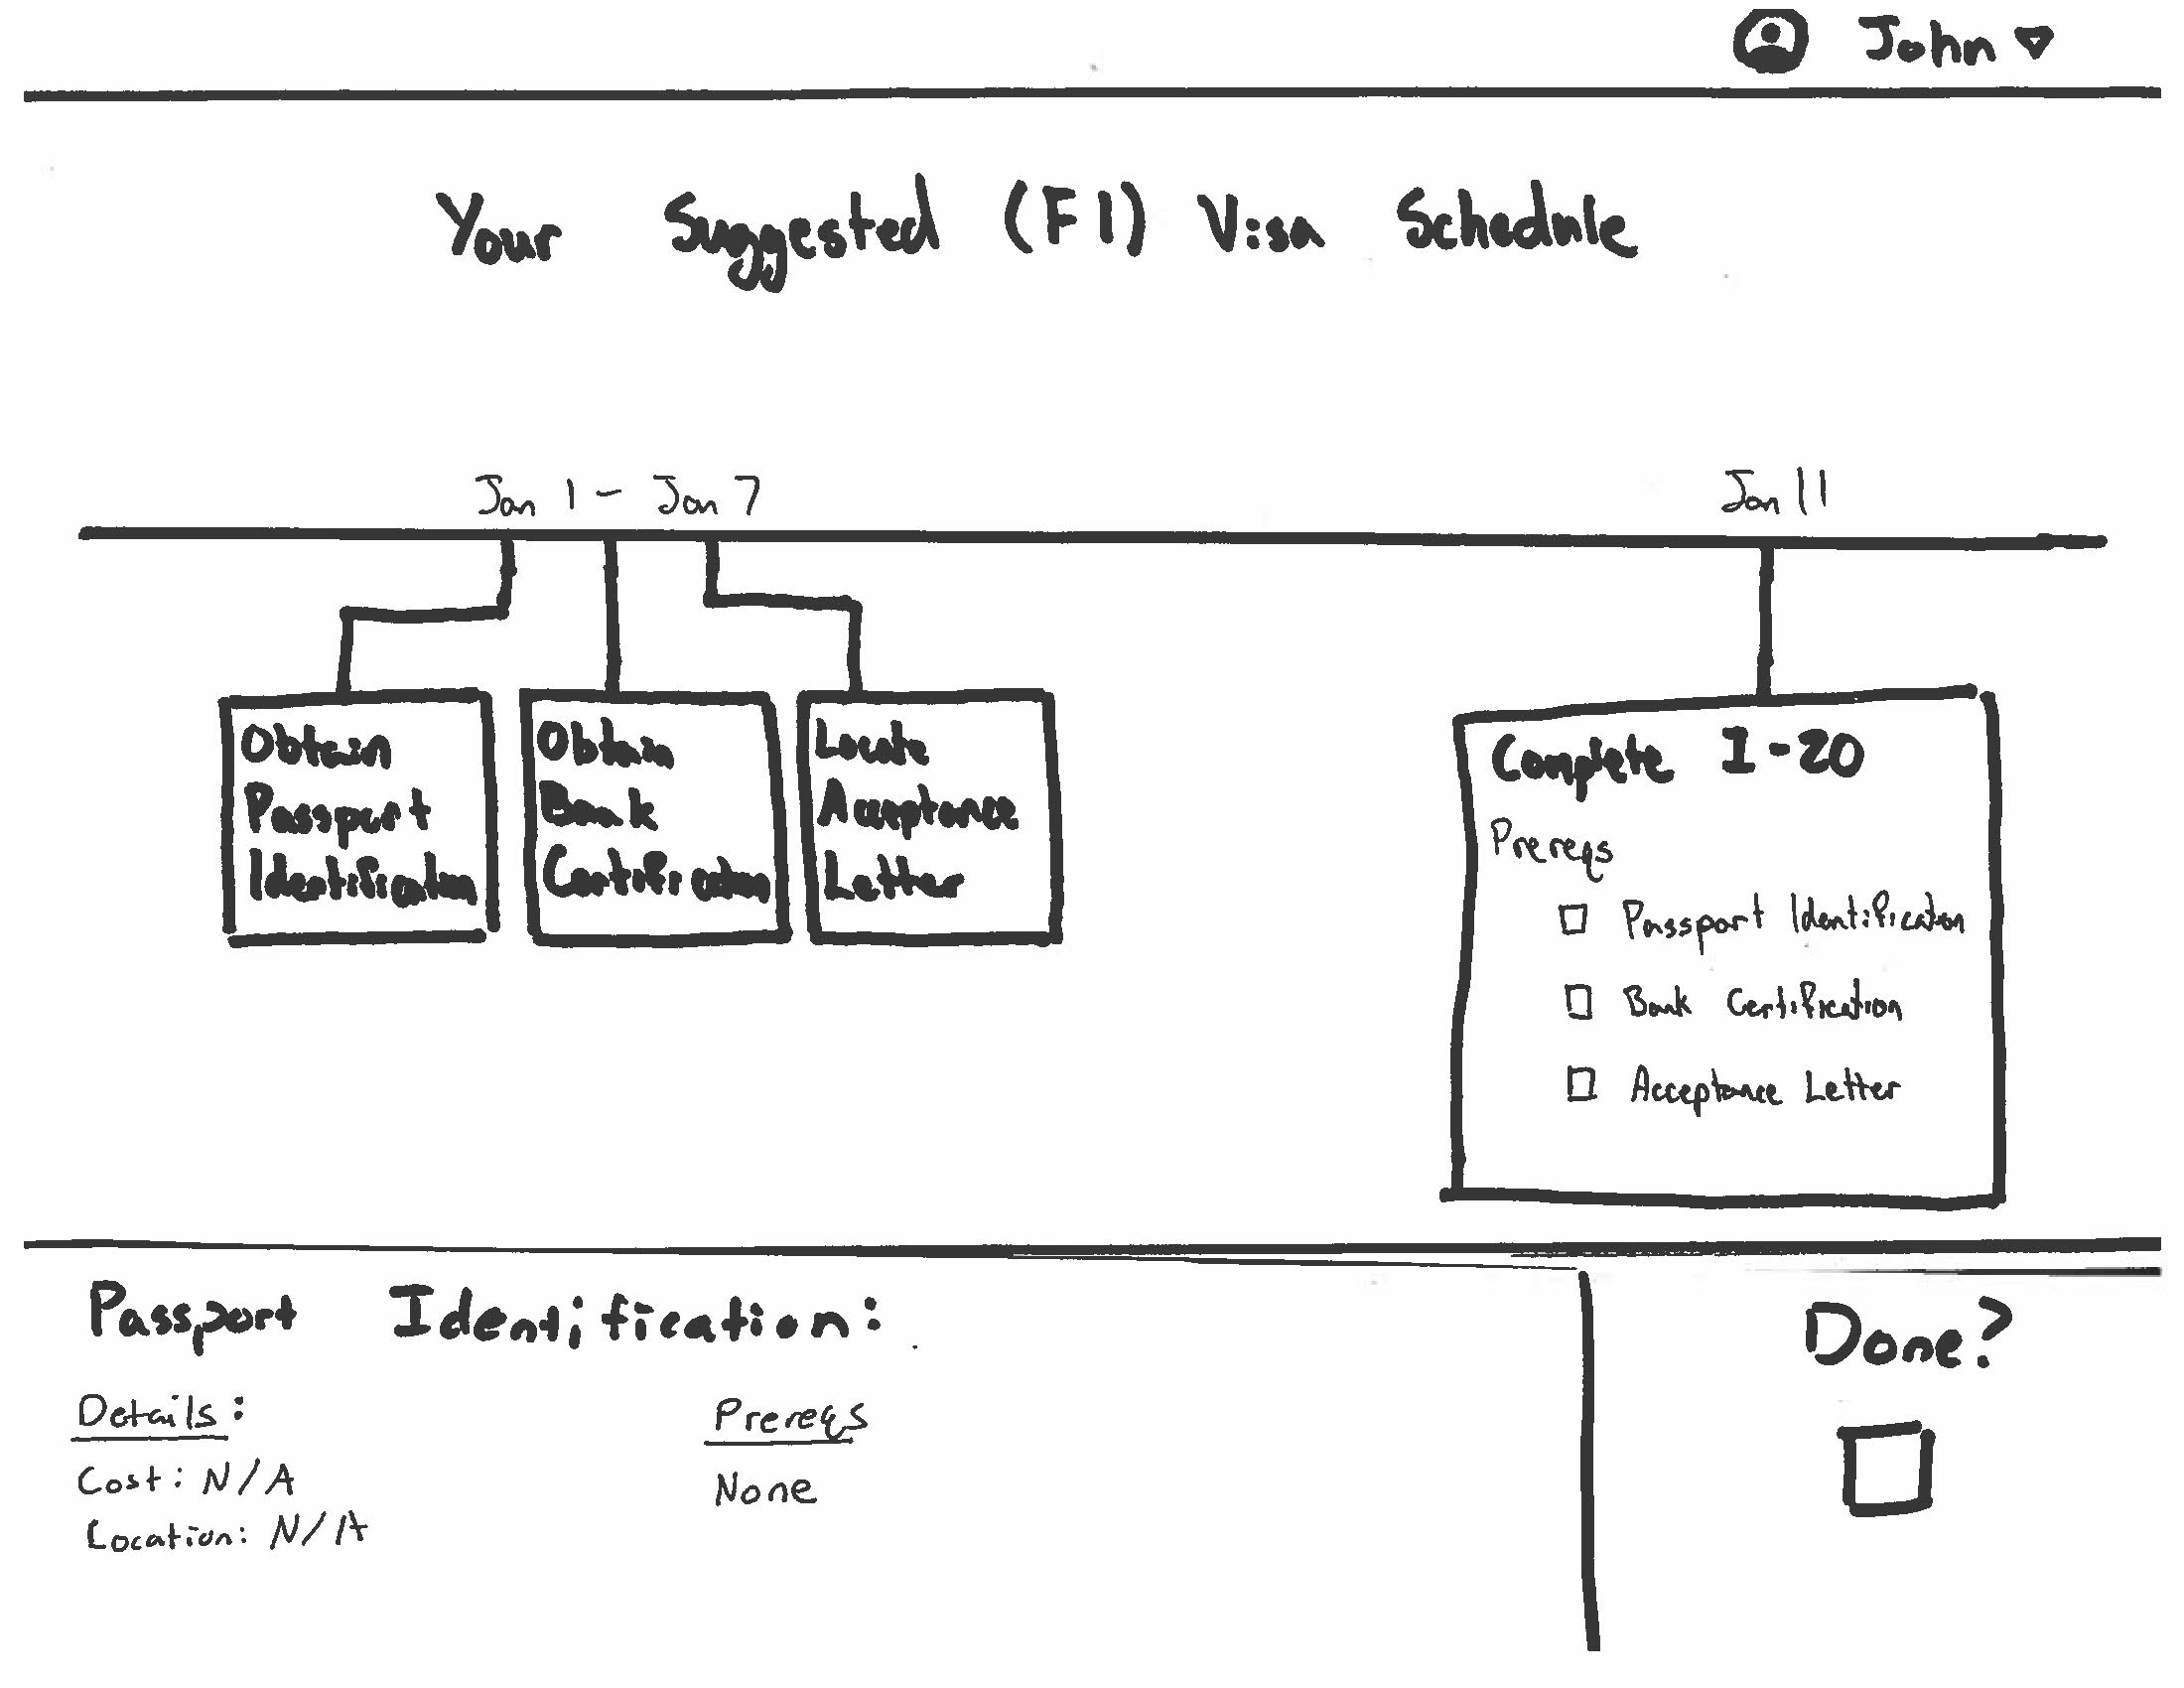 John
Your Suggested (F1) Visa Schedule
Jan 1 - Jan 7
Jan 11
Obtain
Passport
Identification
Obtain
Bank
Certification
Locate
Acceptance
Letter
Complete I-20
Prereqs
Passport Identification
Bank Certification
Acceptance Letter
Passport Identification:
Details:
Cost: N/A
Location: N/A
Prereqs
None
Done?